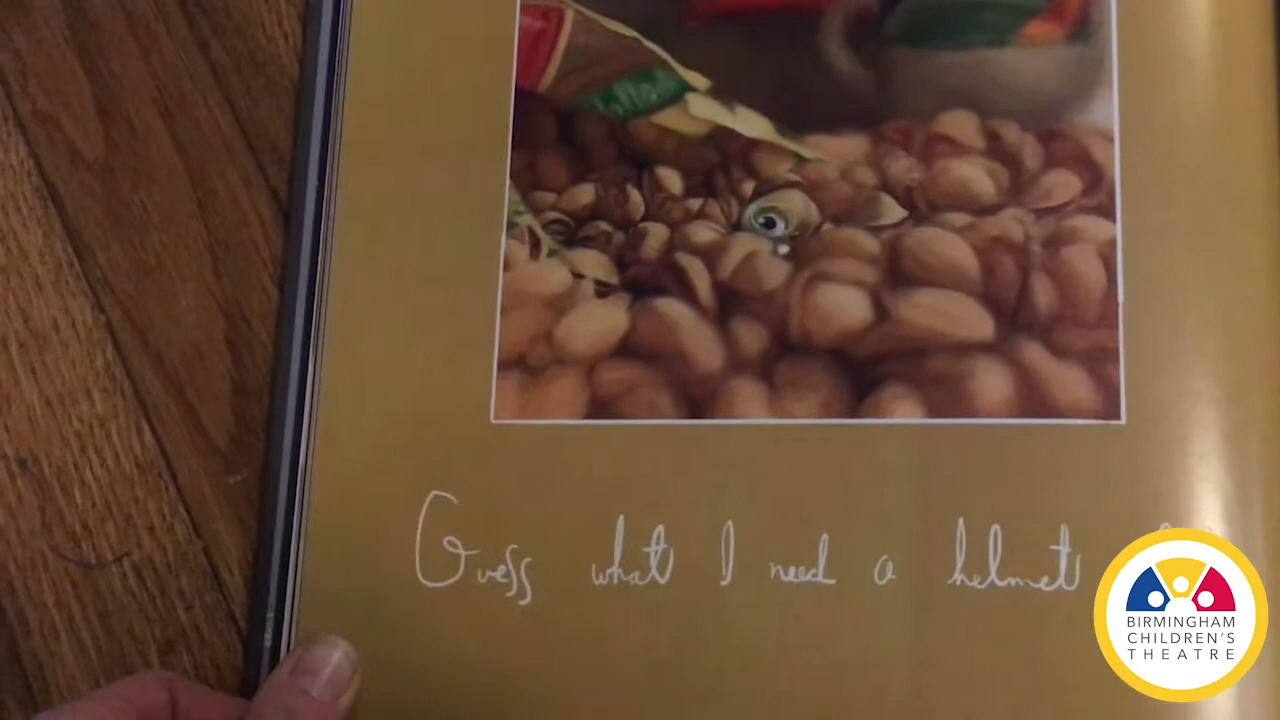 Guess what I need a helmet
BIRMINGHAM
CHILDREN'S
THEATRE